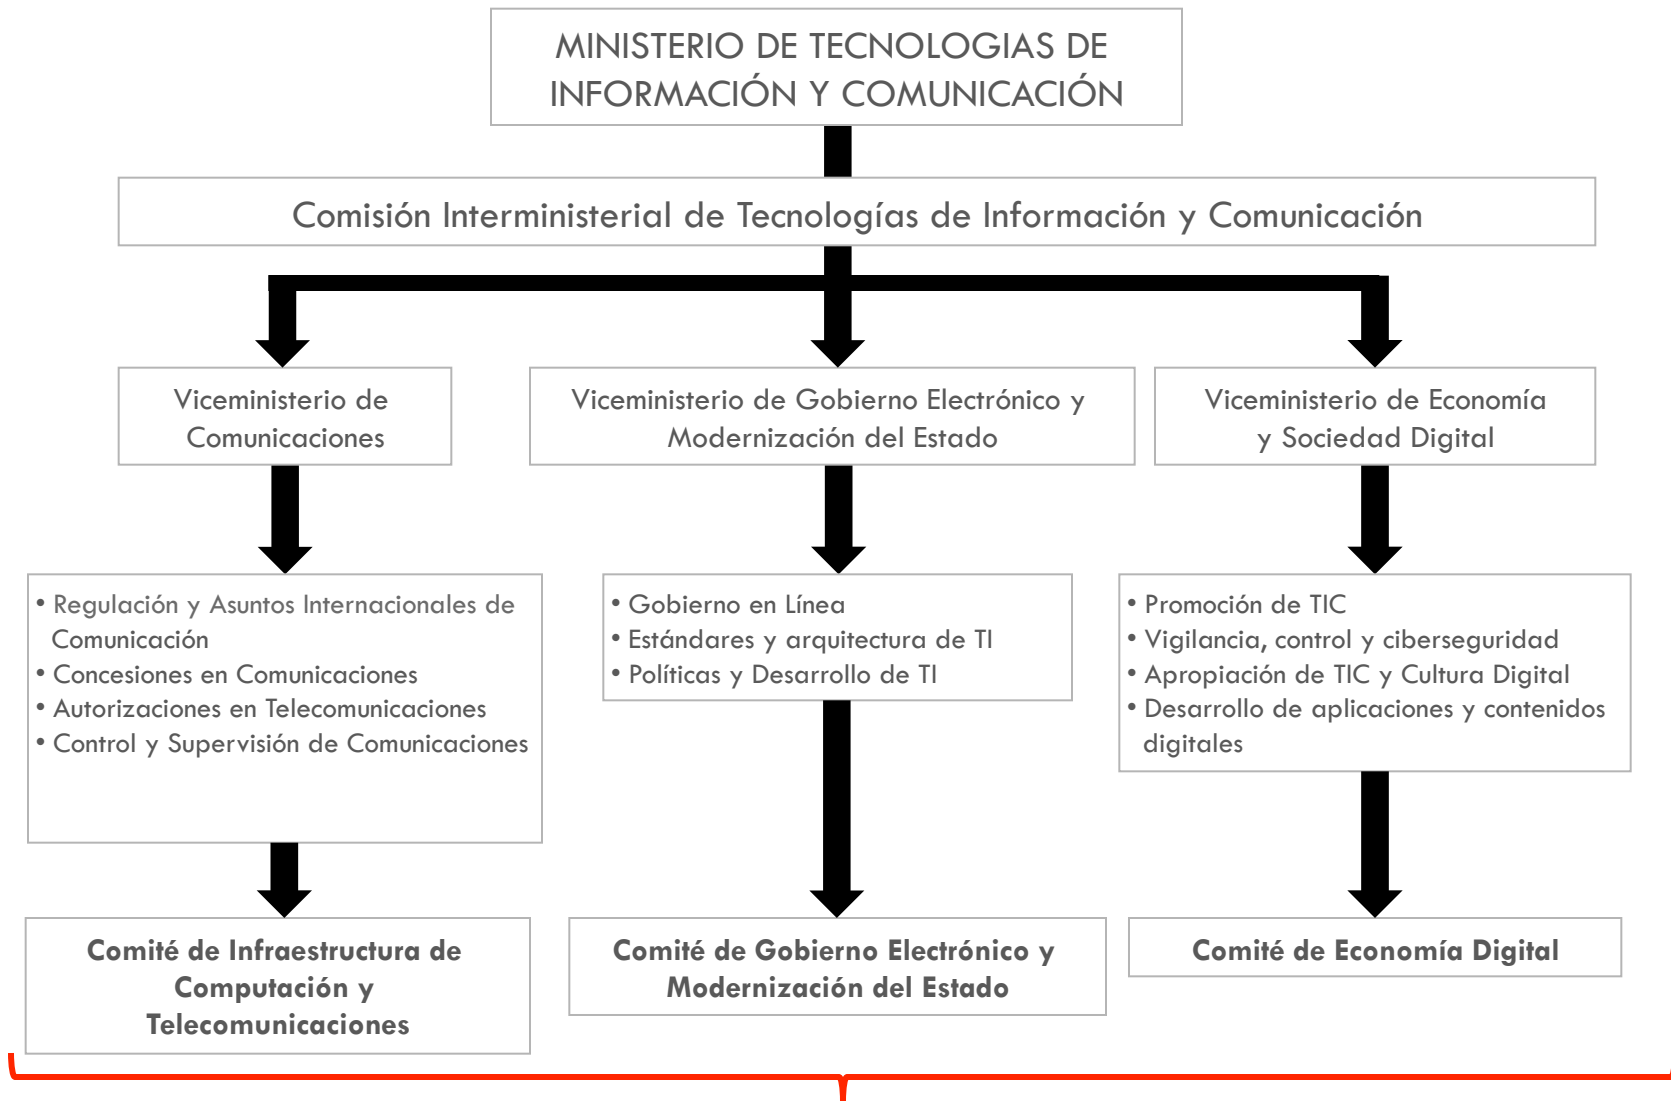 MINISTERIO DE TECNOLOGIAS DE
INFORMACIÓN Y COMUNICACIÓN
Comisión Interministerial de Tecnologías de Información y Comunicación
Viceministerio de
Comunicaciones
Viceministerio de Gobierno Electrónico y
Modernización del Estado
Viceministerio de Economía
y Sociedad Digital
• Regulación y Asuntos Internacionales de
Comunicación
• Concesiones en Comunicaciones
• Autorizaciones en Telecomunicaciones
• Control y Supervisión de Comunicaciones
• Gobierno en Línea
• Estándares y arquitectura de TI
• Políticas y Desarrollo de TI
• Promoción de TIC
• Vigilancia, control y ciberseguridad
• Apropiación de TIC y Cultura Digital
• Desarrollo de aplicaciones y contenidos
digitales
Comité de Infraestructura de
Computación y
Telecomunicaciones
Comité de Gobierno Electrónico y
Modernización del Estado
Comité de Economía Digital